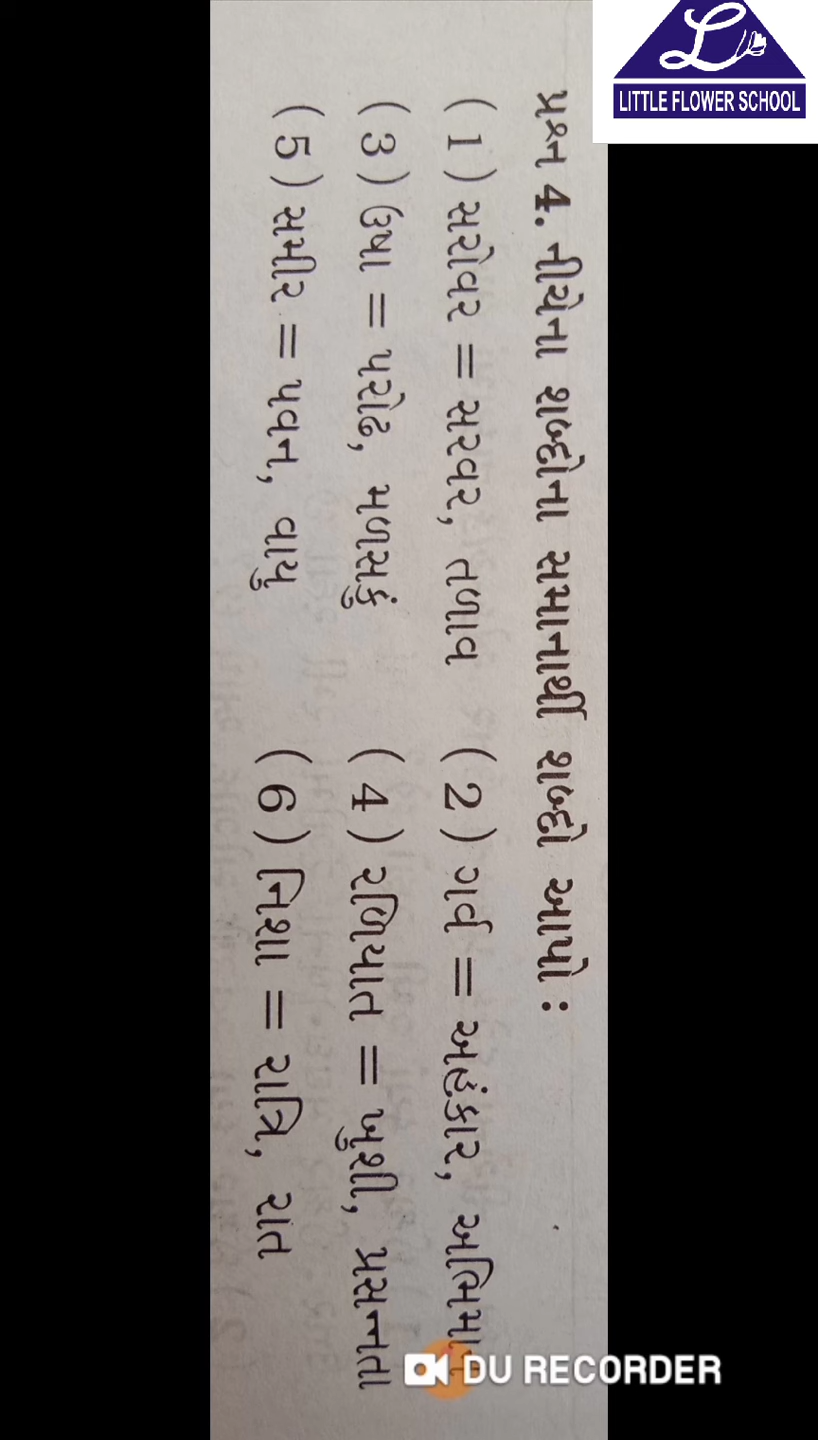 LITTLE FLOWER SCHOOL
પ્રશ્ન 4. નીચેના શબ્દોના સમાનાર્થી શબ્દો આપો :
( 1 ) સરોવર = સરવર, તળાવ ( 2 ) ગર્વ = અહંકાર, અભિમાન
( 3 ) ઉષા = પરોઢ, મળસકું ( 4 ) રળિયાત = ખુશી, પ્રસન્નતા
( 5 ) સમીર = પવન, વાયુ ( 6 ) નિશા = રાત્રિ, રાત
DU RECORDER